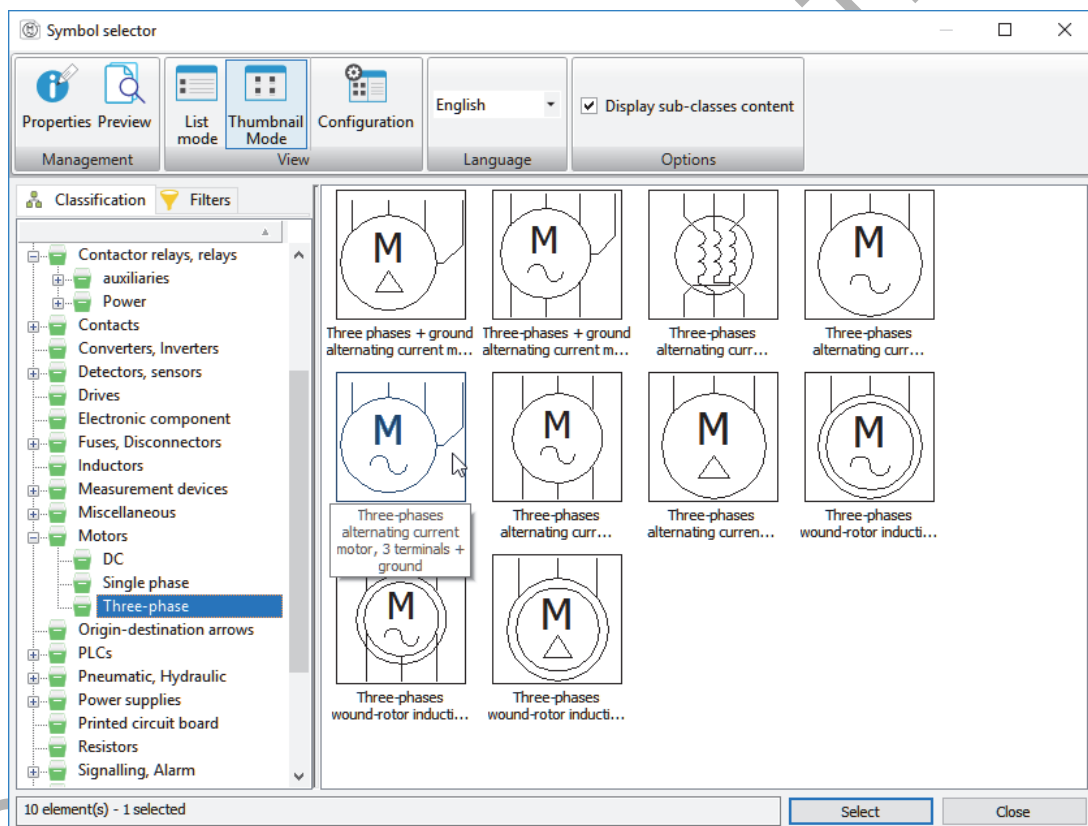 Symbol selector
Properties Preview
List mode
Thumbnail Mode
Configuration
English
Display sub-classes content
Management
View
Language
Options
Classification
Filters
Contactor relays, relays
auxiliaries
Power
Contacts
Converters, Inverters
Detectors, sensors
Drives
Electronic component
Fuses, Disconnectors
Inductors
Measurement devices
Miscellaneous
Motors
DC
Single phase
Three-phase
Origin-destination arrows
PLCs
Pneumatic, Hydraulic
Power supplies
Printed circuit board
Resistors
Signalling, Alarm
M
Three phases + ground
alternating current m...
M
Three-phases + ground
alternating current m...
Three-phases
alternating curr...
M
Three-phases
alternating curr...
M
Three-phases
alternating current
motor, 3 terminals +
ground
M
Three-phases
alternating curr...
M
Three-phases
alternating curren...
M
Three-phases
wound-rotor inducti...
M
Three-phases
wound-rotor inducti...
M
Three-phases
wound-rotor inducti...
10 element(s) - 1 selected
Select
Close